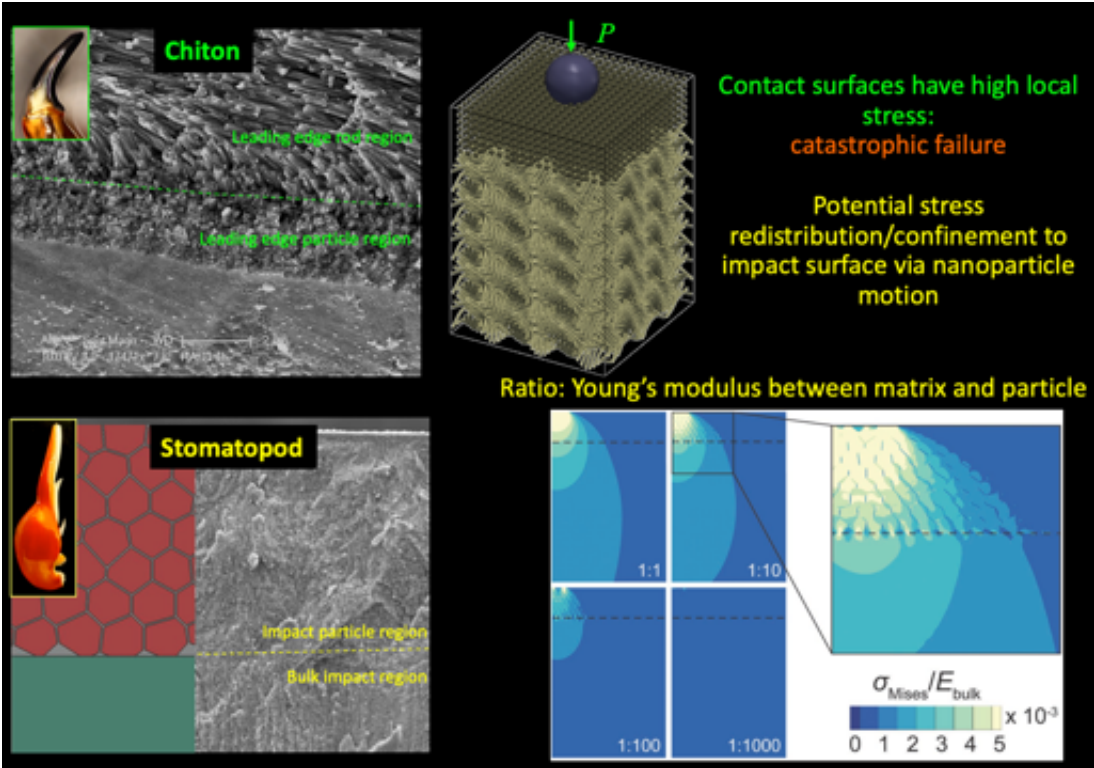 Chiton
Leading edge rod region
Leading edge particle region
P
Contact surfaces have high local
stress:
catastrophic failure
Potential stress
redistribution/confinement to
impact surface via nanoparticle
motion
Ratio: Young's modulus between matrix and particle
Stomatopod
Impact particle region
Bulk impact region
1:1
1:10
1:100
1:1000
σMises/Ebulk
x 10-3
0 1 2 3 4 5